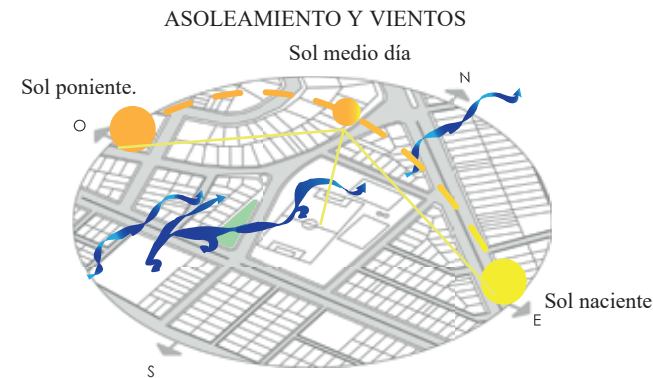 ASOLEAMIENTO Y VIENTOS
Sol medio día
Sol poniente.
N
O
Sol naciente
E
S